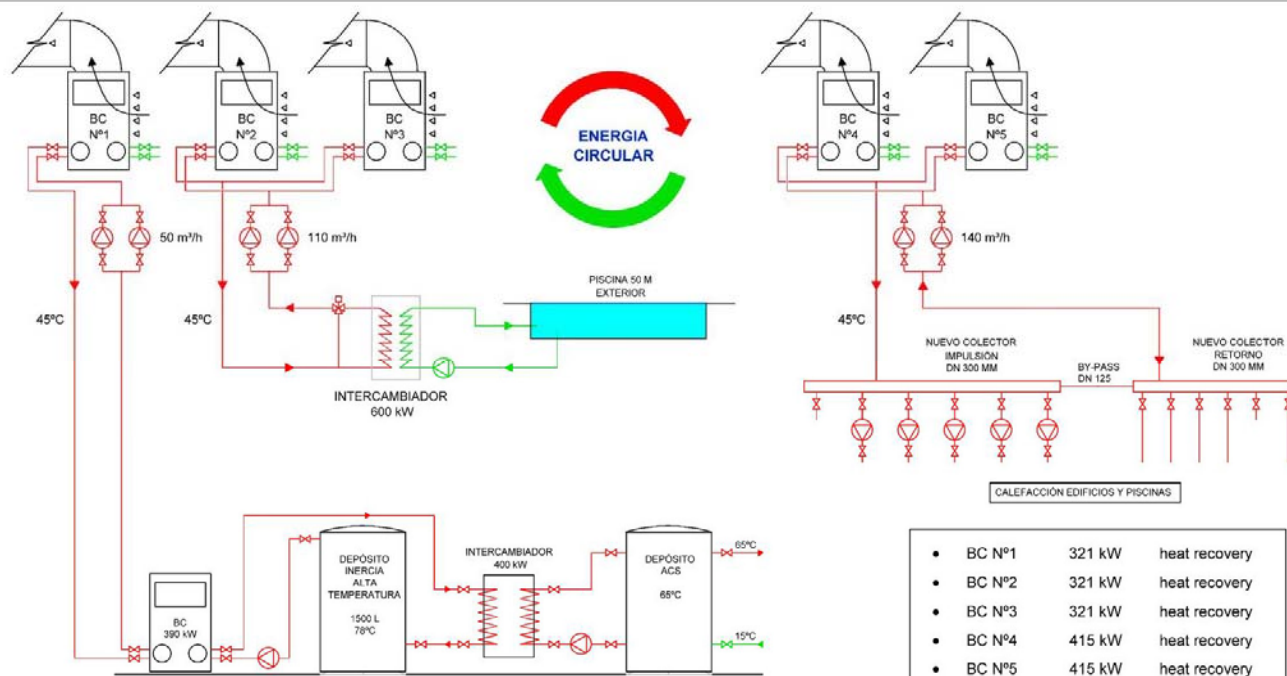 BC
Nº1
BC
Nº2
BC
Nº3
ENERGIA
CIRCULAR
BC
Nº4
BC
Nº5
50 m³/h
110 m³/h
140 m³/h
PISCINA 50 M
EXTERIOR
45ºC
45ºC
45ºC
INTERCAMBIADOR
600 kW
NUEVO COLECTOR
IMPULSIÓN
DN 300 MM
BY-PASS
DN 125
NUEVO COLECTOR
RETORNO
DN 300 MM
CALEFACCIÓN EDIFICIOS Y PISCINAS
BC
390 kW
DEPÓSITO
INERCIA
ALTA
TEMPERATURA
1500 L
78ºC
INTERCAMBIADOR
400 kW
DEPÓSITO
ACS
65ºC
65ºC
15ºC
• BC Nº1 321 kW heat recovery
• BC Nº2 321 kW heat recovery
• BC Nº3 321 kW heat recovery
• BC Nº4 415 kW heat recovery
• BC Nº5 415 kW heat recovery